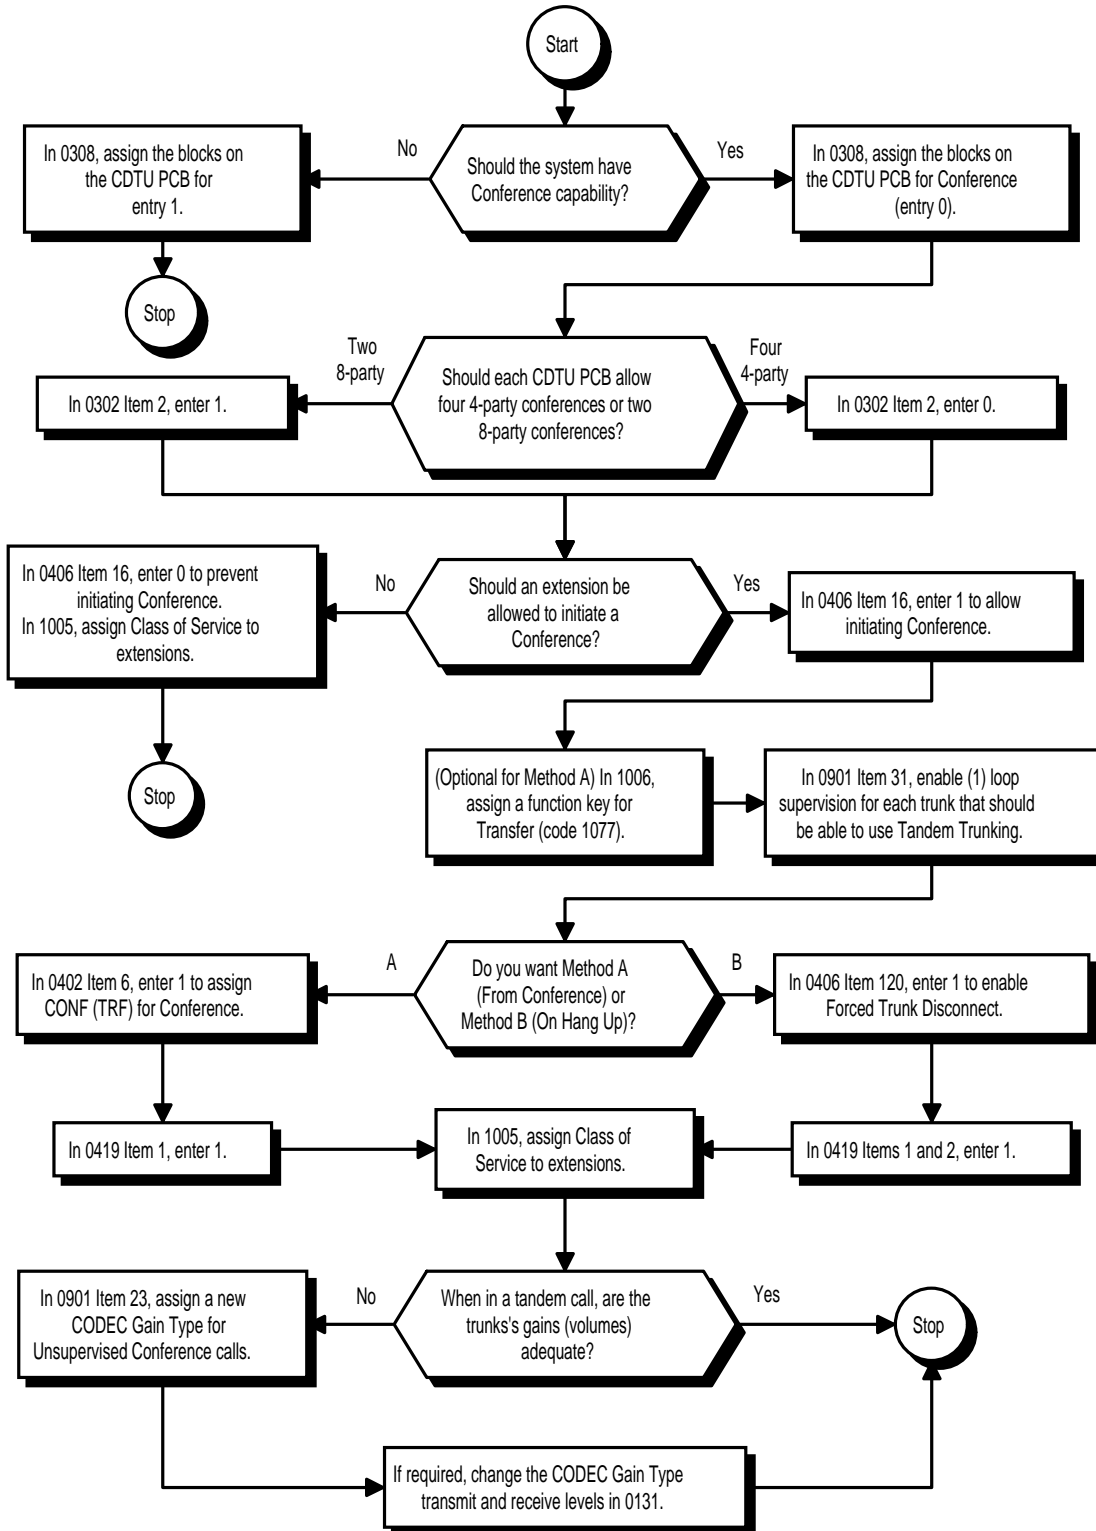 Start
No
Should the system have
Conference capability?
Yes
In 0308, assign the blocks on
the CDTU PCB for
entry 1.
In 0308, assign the blocks on
the CDTU PCB for Conference
(entry 0).
Stop
Two
8-party
Should each CDTU PCB allow
four 4-party conferences or two
8-party conferences?
Four
4-party
In 0302 Item 2, enter 1.
In 0302 Item 2, enter 0.
In 0406 Item 16, enter 0 to prevent
initiating Conference.
In 1005, assign Class of Service to
extensions.
No
Should an extension be
allowed to initiate a
Conference?
Yes
In 0406 Item 16, enter 1 to allow
initiating Conference.
Stop
(Optional for Method A) In 1006,
assign a function key for
Transfer (code 1077).
In 0901 Item 31, enable (1) loop
supervision for each trunk that should
be able to use Tandem Trunking.
A
Do you want Method A
(From Conference) or
Method B (On Hang Up)?
B
In 0402 Item 6, enter 1 to assign
CONF (TRF) for Conference.
In 0406 Item 120, enter 1 to enable
Forced Trunk Disconnect.
In 0419 Item 1, enter 1.
In 1005, assign Class of
Service to extensions.
In 0419 Items 1 and 2, enter 1.
In 0901 Item 23, assign a new
CODEC Gain Type for
Unsupervised Conference calls.
No
When in a tandem call, are the
trunks's gains (volumes)
adequate?
Yes
Stop
If required, change the CODEC Gain Type
transmit and receive levels in 0131.